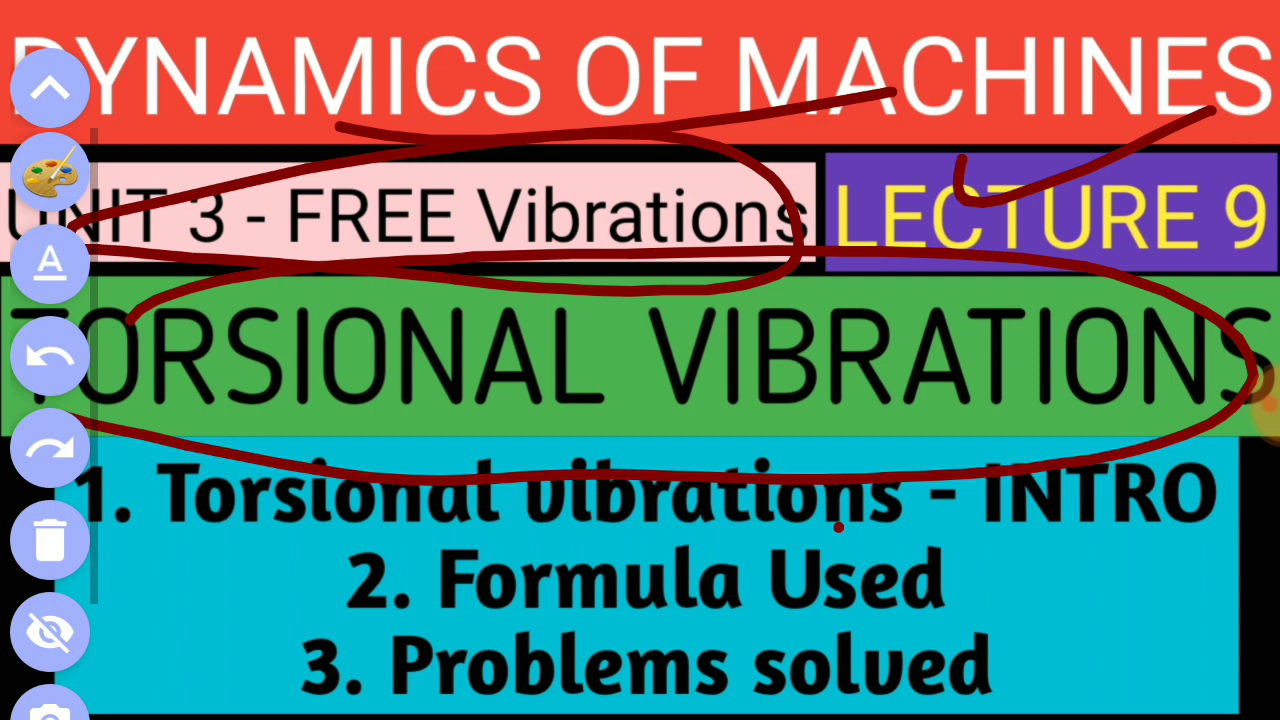 DYNAMICS OF MACHINES
UNIT 3 - FREE Vibrations
LECTURE 9
TORSIONAL VIBRATIONS
1. Torsional vibrations - INTRO
2. Formula Used
3. Problems solved